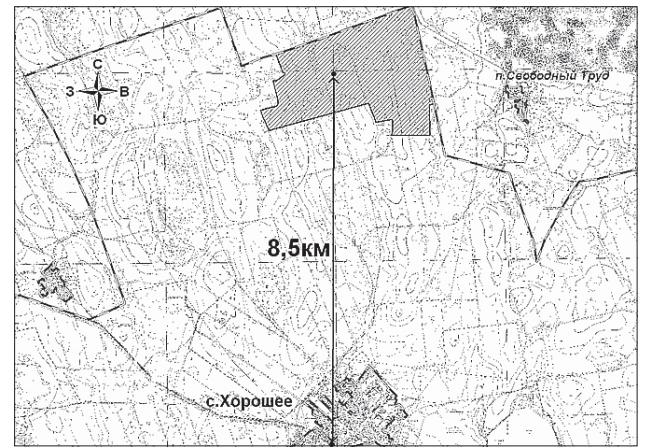 п.Свободный Труд
С
З В
Ю
8,5км
с.Хорошее